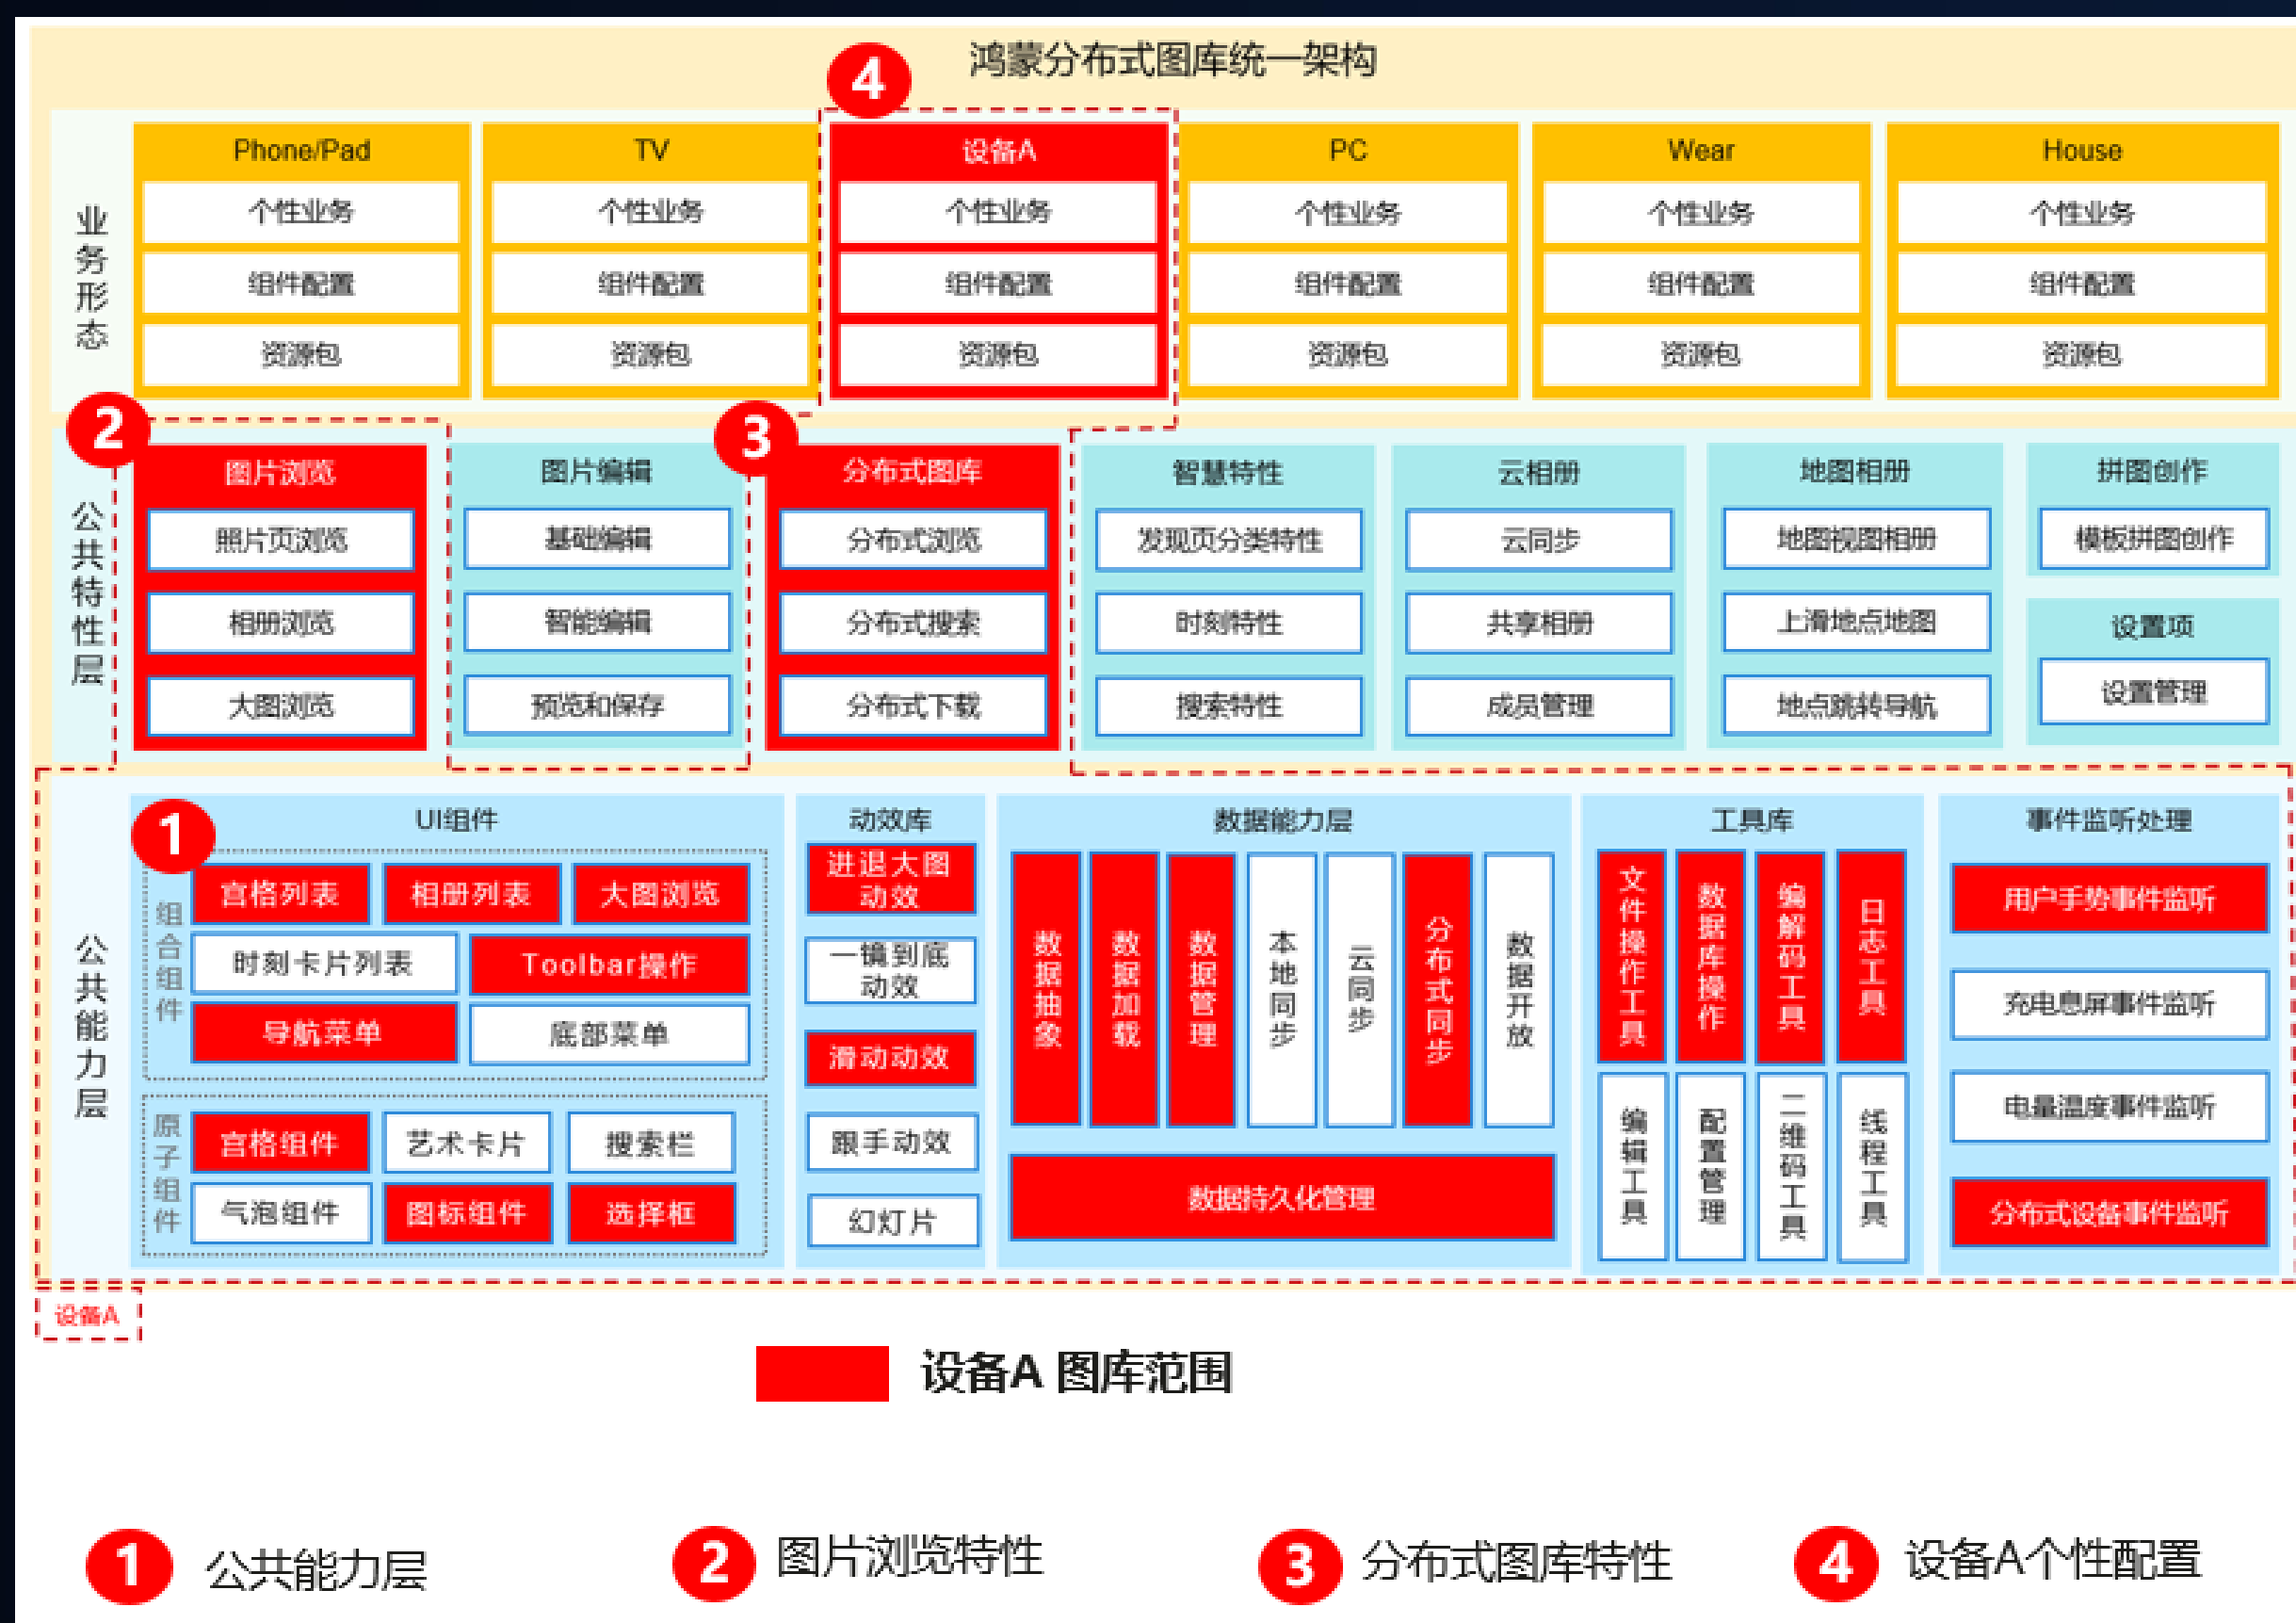 鸿蒙分布式图库统一架构
4
业务形态
Phone/Pad
个性业务
组件配置
资源包
TV
个性业务
组件配置
资源包
设备A
个性业务
组件配置
资源包
PC
个性业务
组件配置
资源包
Wear
个性业务
组件配置
资源包
House
个性业务
组件配置
资源包
公共特性层
2
图片浏览
照片页浏览
相册浏览
大图浏览
图片编辑
基础编辑
智能编辑
预览和保存
3
分布式图库
分布式浏览
分布式搜索
分布式下载
智慧特性
发现页分类特性
时刻特性
搜索特性
云相册
云同步
共享相册
成员管理
地图相册
地图视图相册
上滑地点地图
地点跳转导航
拼图创作
模板拼图创作
设置项
设置管理
公共能力层
1
UI组件
组合组件
宫格列表
相册列表
大图浏览
时刻卡片列表
Toolbar操作
导航菜单
底部菜单
原子组件
宫格组件
艺术卡片
搜索栏
气泡组件
图标组件
选择框
动效库
进退大图
动效
一镜到底
动效
滑动动效
跟手动效
幻灯片
数据能力层
数据抽象
数据加载
数据管理
本地同步
云同步
分布式同步
数据开放
数据持久化管理
工具库
文件操作工具
数据库操作
编解码工具
日志工具
编辑工具
配置管理
二维码工具
线程工具
事件监听处理
用户手势事件监听
充电息屏事件监听
电量温度事件监听
分布式设备事件监听
设备A
设备A 图库范围
1 公共能力层
2 图片浏览特性
3 分布式图库特性
4 设备A个性配置